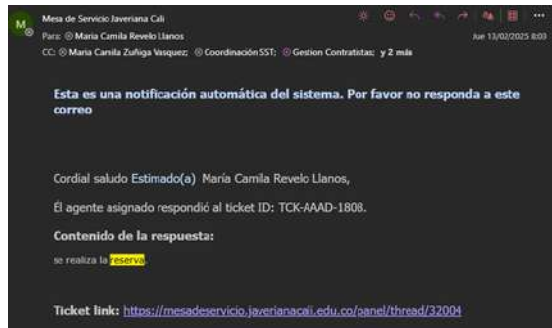 M
Mesa de Servicio Javeriana Cali
Para: Maria Camila Revelo Llanos
Jue 13/02/2025 8:03
CC: Maria Camila Zuñiga Vasquez; Coordinación SST; Gestion Contratistas; y 2 más
Esta es una notificación automática del sistema. Por favor no responda a este
correo
Cordial saludo Estimado(a) María Camila Revelo Llanos,
Él agente asignado respondió al ticket ID: TCK-AAAD-1808.
Contenido de la respuesta:
se realiza la reserva.
Ticket link: https://mesadeservicio.javerianacali.edu.co/panel/thread/32004